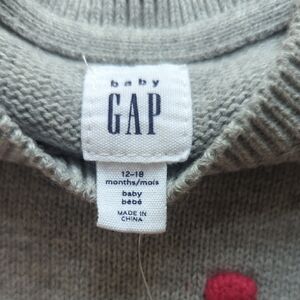 baby
GAP
12-18
months/mois
baby
bébé
MADE IN
CHINA